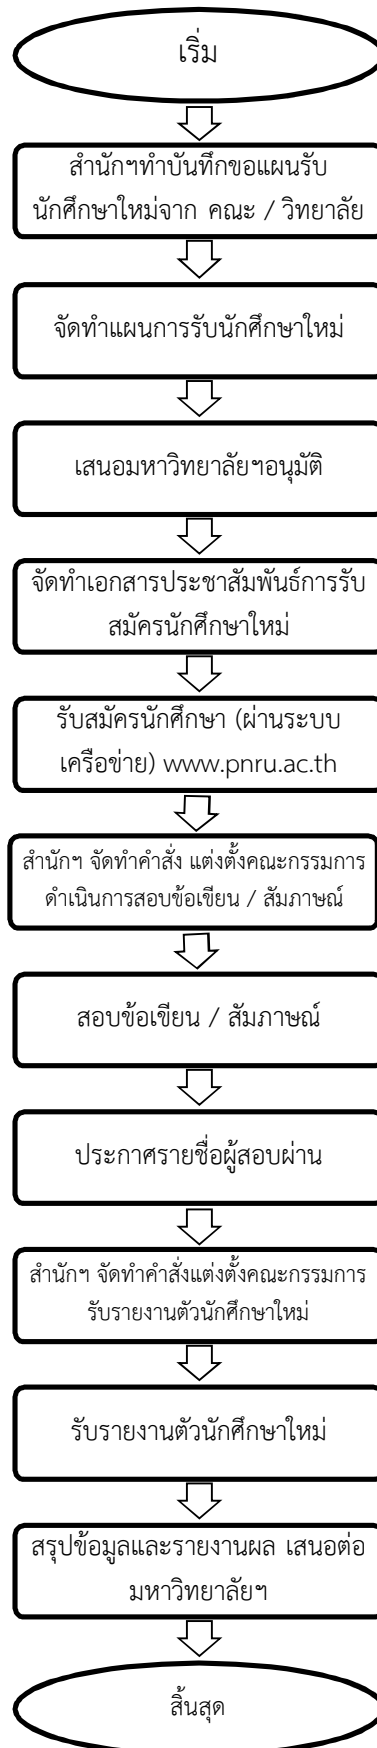 เริ่ม
สำนักฯทำบันทึกขอแผนรับ
นักศึกษาใหม่จาก คณะ / วิทยาลัย
จัดทำแผนการรับนักศึกษาใหม่
เสนอมหาวิทยาลัยฯอนุมัติ
จัดทำเอกสารประชาสัมพันธ์การรับ
สมัครนักศึกษาใหม่
รับสมัครนักศึกษา (ผ่านระบบ
เครือข่าย) www.pnru.ac.th
สำนักฯ จัดทำคำสั่ง แต่งตั้งคณะกรรมการ
ดำเนินการสอบข้อเขียน / สัมภาษณ์
สอบข้อเขียน / สัมภาษณ์
ประกาศรายชื่อผู้สอบผ่าน
สำนักฯ จัดทำคำสั่งแต่งตั้งคณะกรรมการ
รับรายงานตัวนักศึกษาใหม่
รับรายงานตัวนักศึกษาใหม่
สรุปข้อมูลและรายงานผล เสนอต่อ
มหาวิทยาลัยฯ
สิ้นสุด